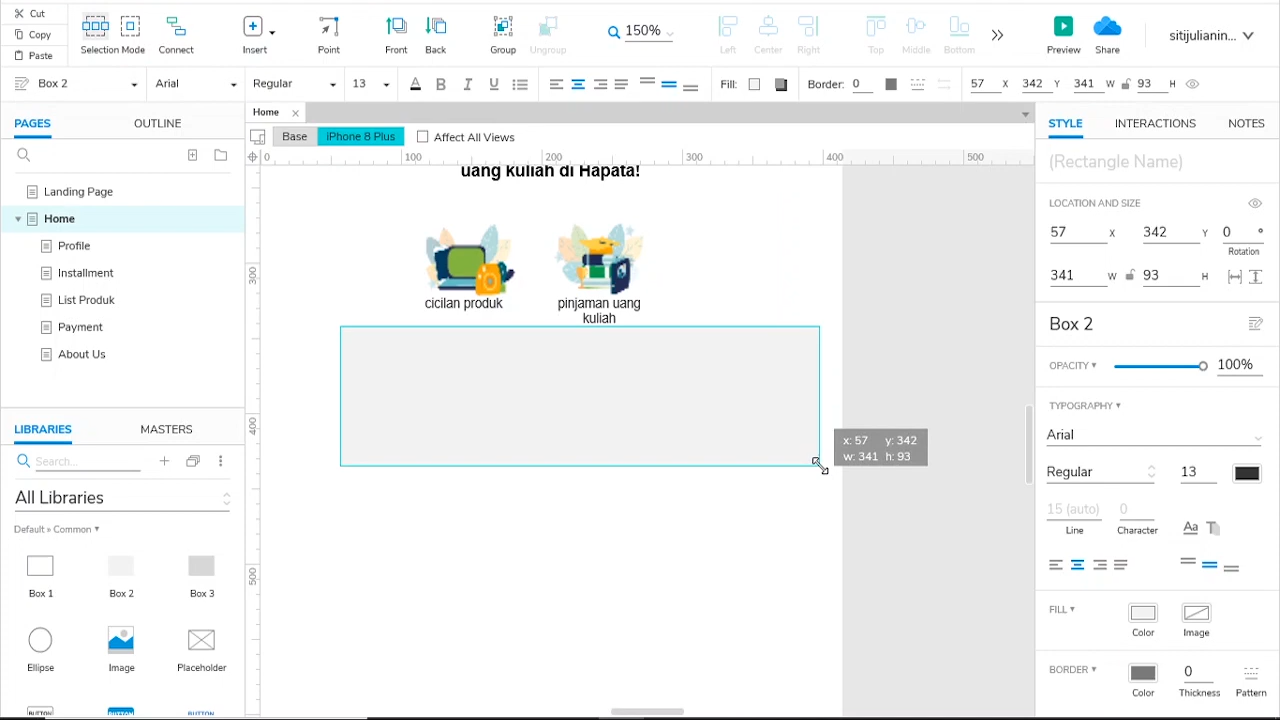 Cut
Copy
Paste
Selection Mode
Connect
Insert
Point
Front
Back
Group
Ungroup
150%
Left
Center
Right
Top
Middle
Bottom
Preview
Share
sitijulianin...
Box 2
Arial
Regular
13
Fill:
Border:
0
57 X
342 Y
341 W
93 H
PAGES
OUTLINE
Landing Page
Home
Profile
Installment
List Produk
Payment
About Us
LIBRARIES
MASTERS
Search...
All Libraries
Default » Common
Box 1
Box 2
Box 3
Ellipse
Image
Placeholder
BUTTON
BUTTON
BUTTON
Home
Base
iPhone 8 Plus
Affect All Views
0
100
200
300
400
500
300
400
500
uang kuliah di Hapata!
cicilan produk
pinjaman uang
kuliah
x: 57 y: 342
w: 341 h: 93
STYLE
INTERACTIONS
NOTES
(Rectangle Name)
LOCATION AND SIZE
57 X
342 Y
0 °
Rotation
341 W
93 H
Box 2
OPACITY
100%
TYPOGRAPHY
Arial
Regular
13
15 (auto)
0
Line
Character
Aa
FILL
Color
Image
BORDER
0
Color
Thickness
Pattern